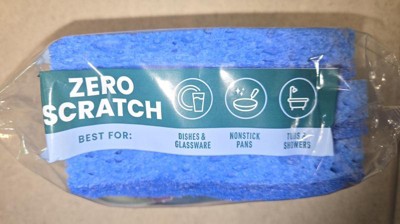 ZERO
SCRATCH
BEST FOR:
DISHES &
GLASSWARE
NONSTICK
PANS
TUBS &
SHOWERS